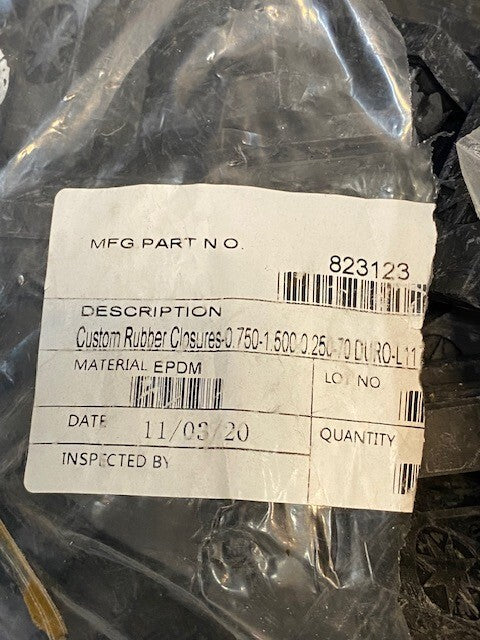 MFG PART NO.
823123
DESCRIPTION
Custom Rubber Closures-0.750-1.500 0.250-70 DURO-L11
MATERIAL EPDM
LOT NO
DATE 11/03/20
QUANTITY
INSPECTED BY